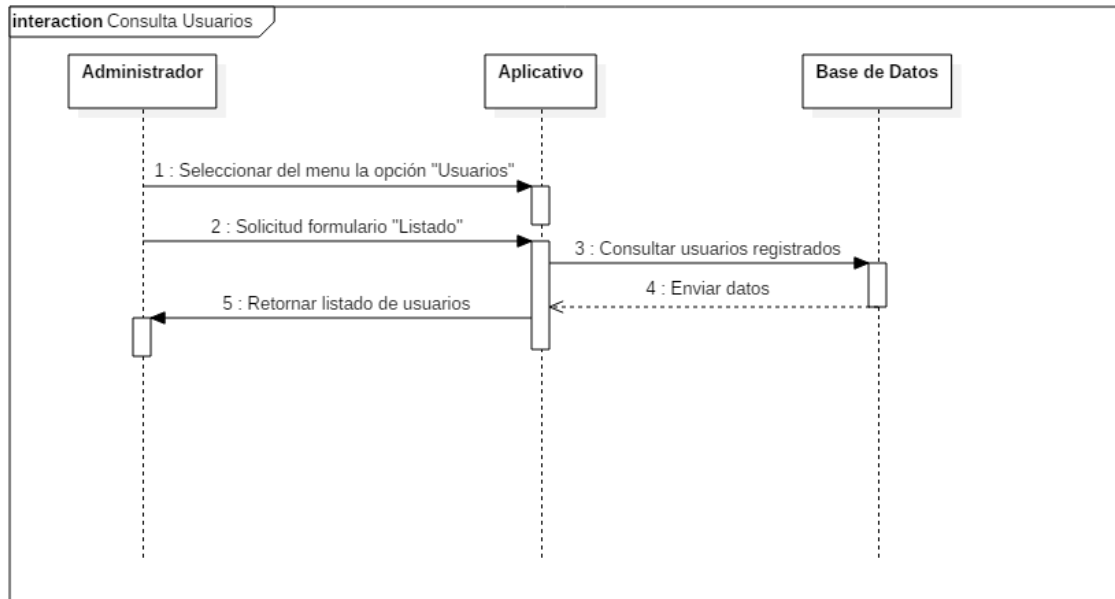 interaction Consulta Usuarios
Administrador
Aplicativo
Base de Datos
1 : Seleccionar del menu la opción "Usuarios"
2 : Solicitud formulario "Listado"
3 : Consultar usuarios registrados
4 : Enviar datos
5 : Retornar listado de usuarios